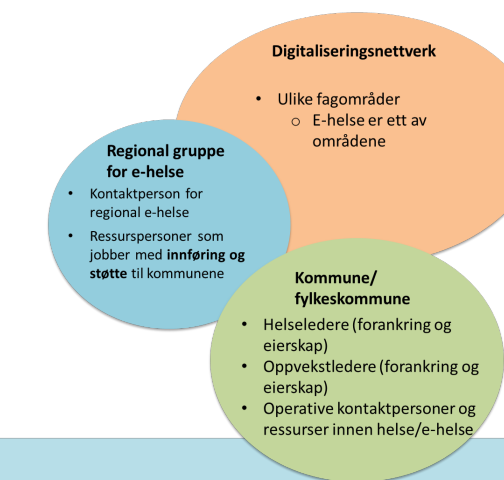 Digitaliseringsnettverk
• Ulike fagområder
o E-helse er ett av
områdene
Regional gruppe
for e-helse
• Kontaktperson for
regional e-helse
• Ressurspersoner som
jobber med innføring og
støtte til kommunene
Kommune/
fylkeskommune
• Helseledere (forankring og
eierskap)
• Oppvekstledere (forankring og
eierskap)
• Operative kontaktpersoner og
ressurser innen helse/e-helse